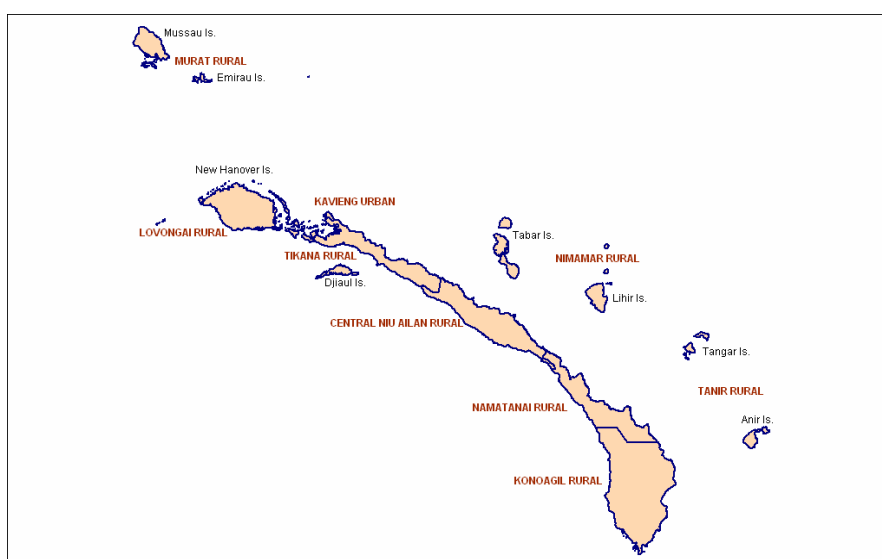 Mussau Is.
MURAT RURAL
Emirau Is.
New Hanover Is.
KAVIENG URBAN
LOVONGAI RURAL
Tabar Is.
TIKANA RURAL
NIMAMAR RURAL
Djiaul Is.
Lihir Is.
CENTRAL NIU AILAN RURAL
Tangar Is.
TANIR RURAL
NAMATANAI RURAL
Anir Is.
KONOAGIL RURAL